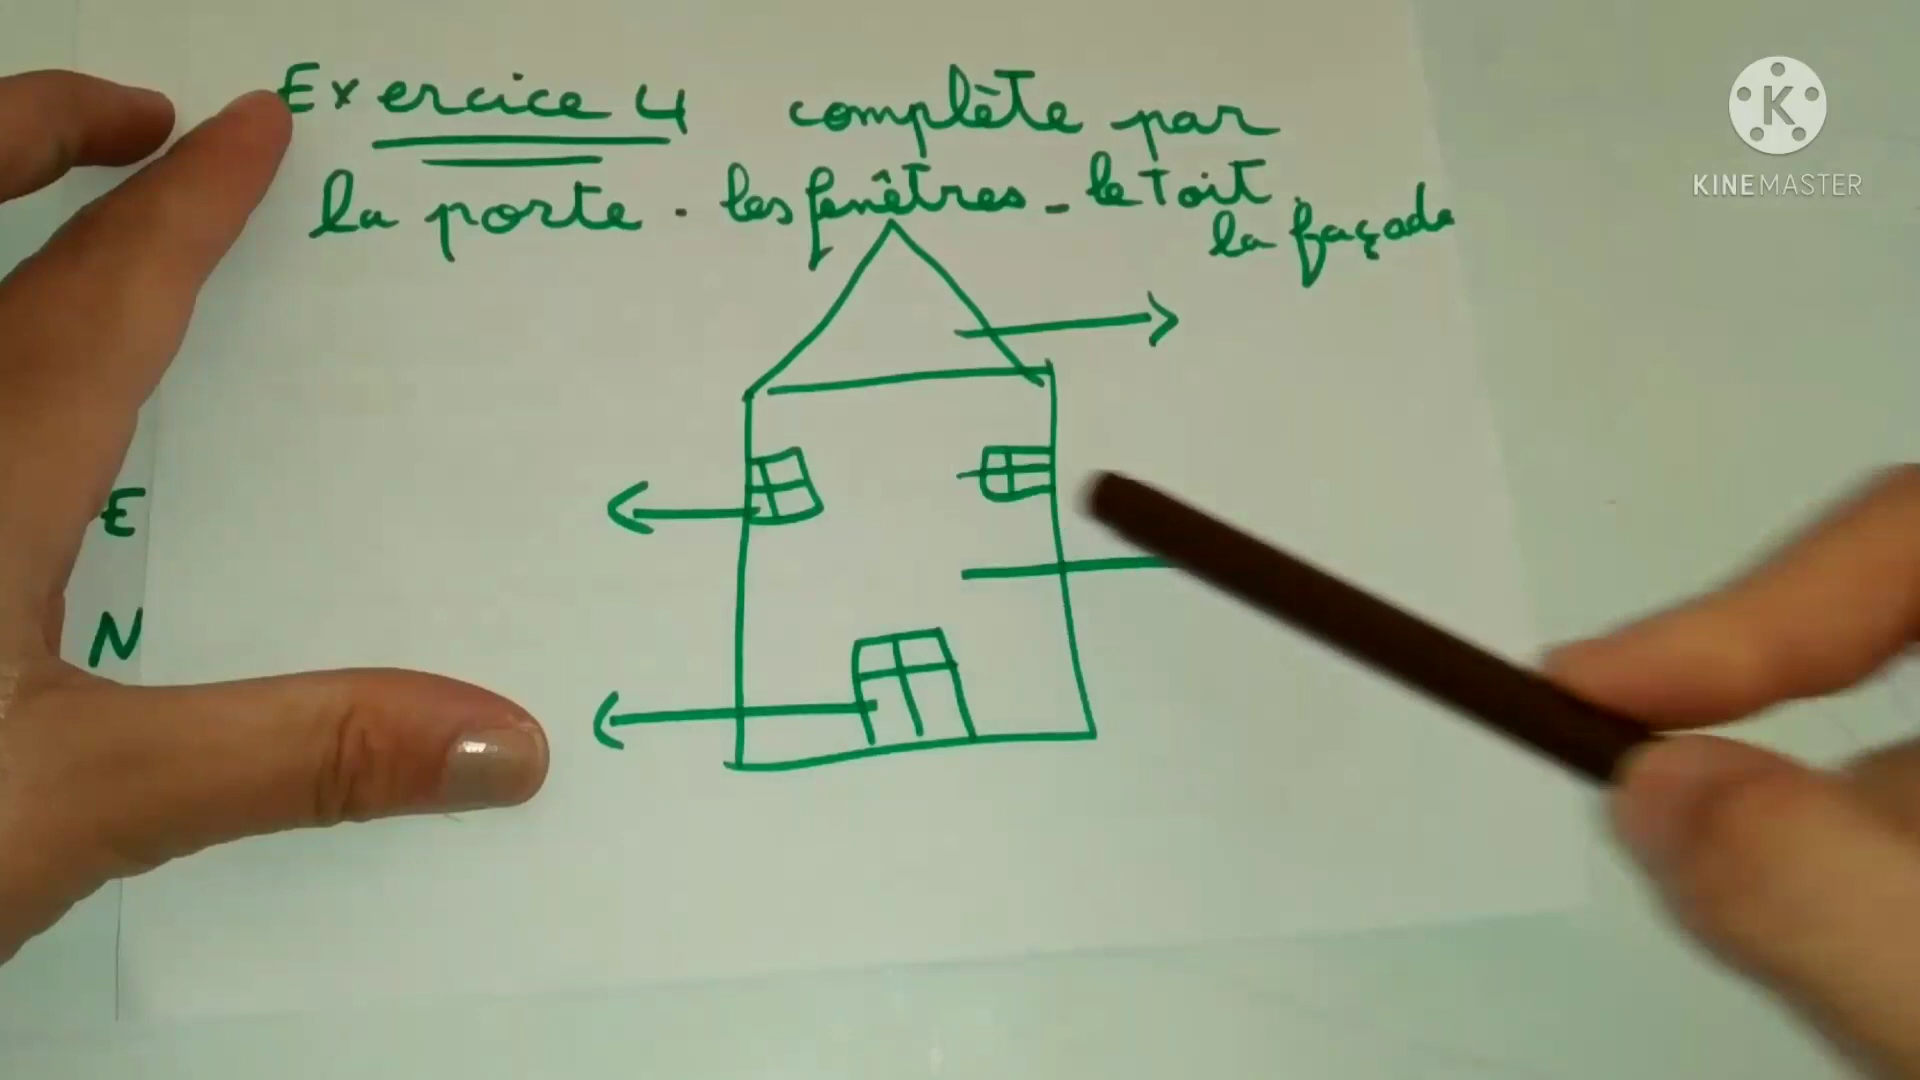 Exercice 4 complète par
la porte . les fenêtres - le toit
la façade
E
N
K
KINEMASTER